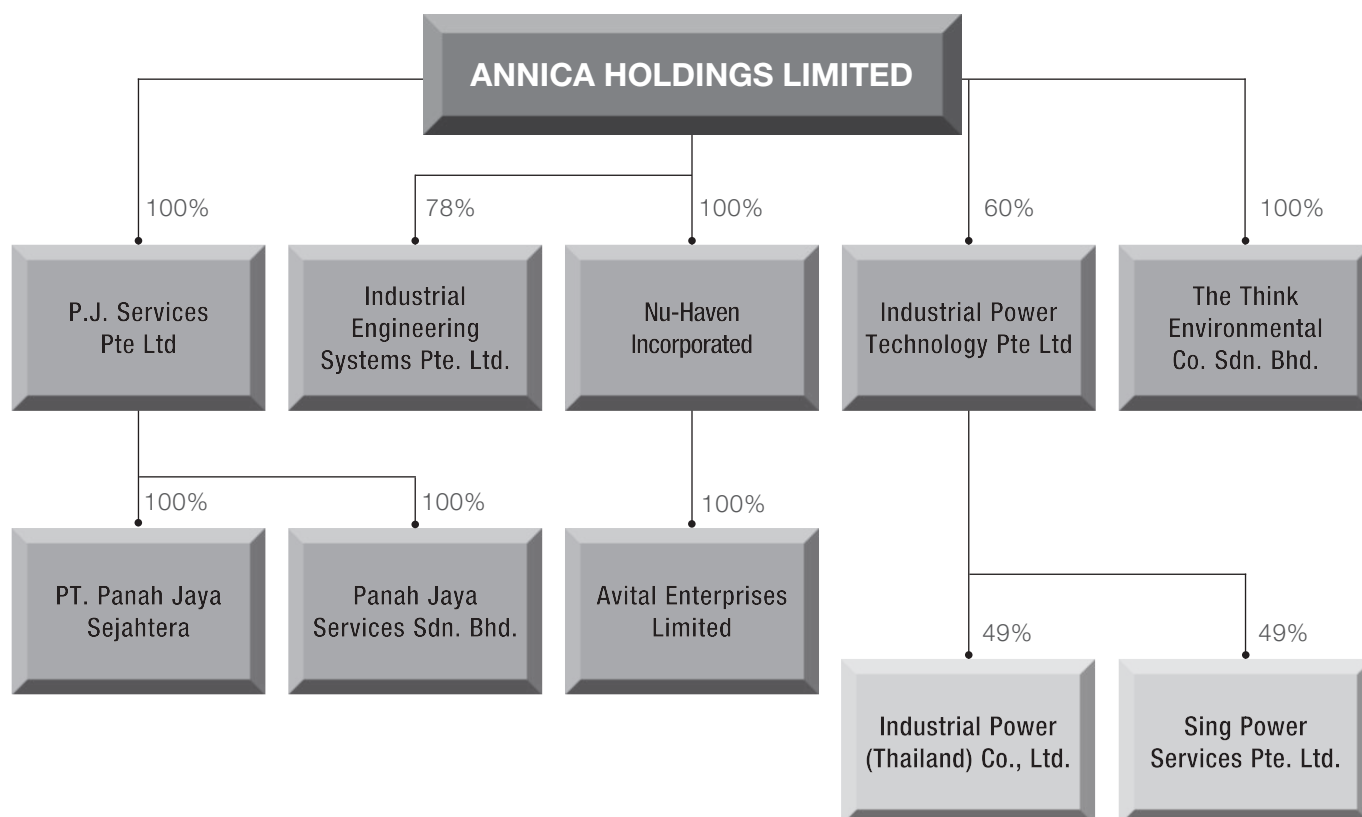 ANNICA HOLDINGS LIMITED
100%
78%
100%
60%
100%
P.J. Services
Pte Ltd
Industrial
Engineering
Systems Pte. Ltd.
Nu-Haven
Incorporated
Industrial Power
Technology Pte Ltd
The Think
Environmental
Co. Sdn. Bhd.
100%
100%
100%
PT. Panah Jaya
Sejahtera
Panah Jaya
Services Sdn. Bhd.
Avital Enterprises
Limited
49%
49%
Industrial Power
(Thailand) Co., Ltd.
Sing Power
Services Pte. Ltd.